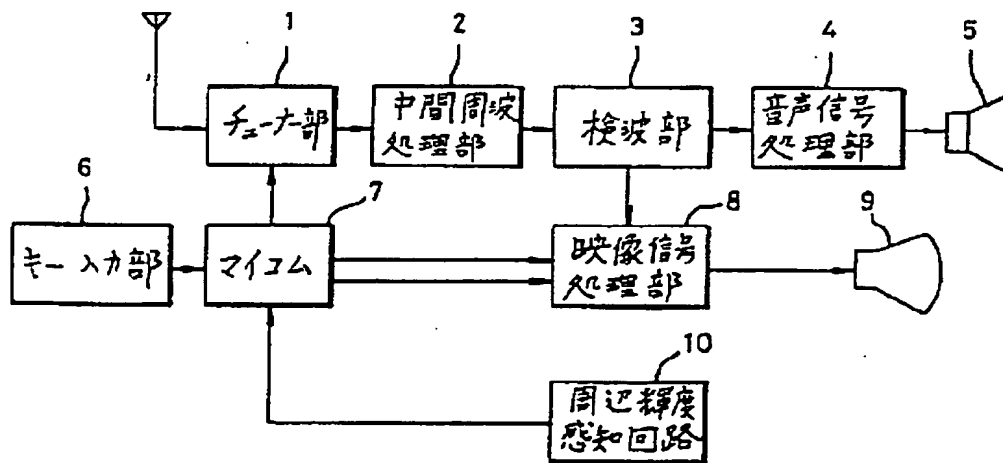 1
2
3
4
5
チューナー部
中間周波
処理部
検波部
音声信号
処理部
6
7
8
9
キー入力部
マイコム
映像信号
処理部
10
周辺輝度
感知回路